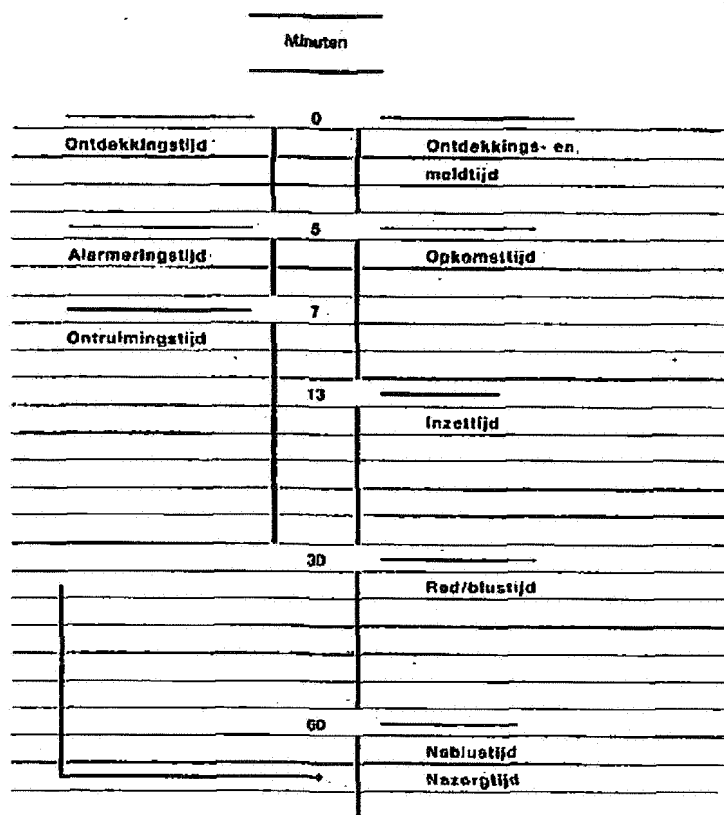 Minuten
0
Ontdekkingstijd
Ontdekkings- en
meldtijd
5
Alarmeringstijd
Opkomsttijd
7
Ontruimingstijd
13
Inzettijd
30
Red/blustijd
60
Nablustijd
Nazorgtijd